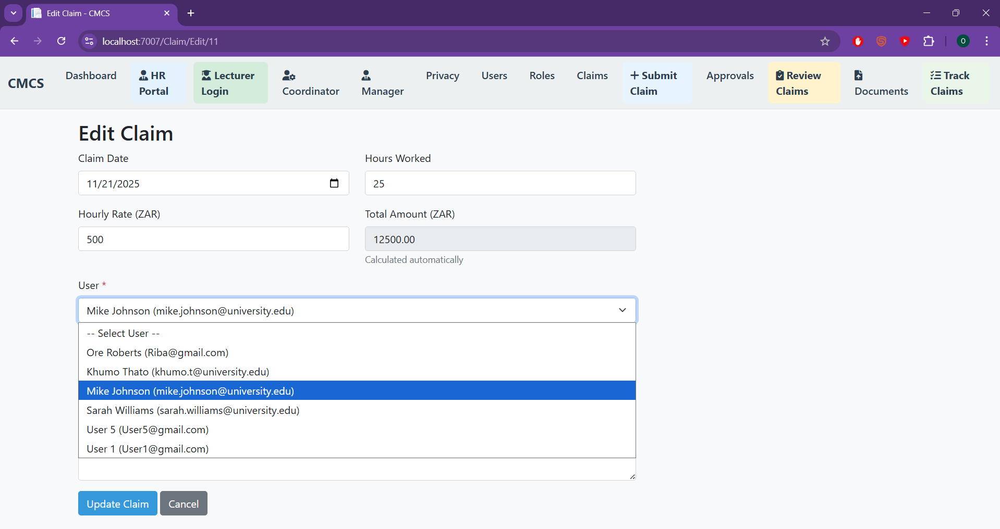 Edit Claim - CMCS
localhost:7007/Claim/Edit/11
O
CMCS
Dashboard
HR Portal
Lecturer Login
Coordinator
Manager
Privacy
Users
Roles
Claims
+ Submit Claim
Approvals
Review Claims
Documents
Track Claims
Edit Claim
Claim Date
Hours Worked
11/21/2025
25
Hourly Rate (ZAR)
Total Amount (ZAR)
500
12500.00
Calculated automatically
User *
Mike Johnson (mike.johnson@university.edu)
-- Select User --
Ore Roberts (Riba@gmail.com)
Khumo Thato (khumo.t@university.edu)
Mike Johnson (mike.johnson@university.edu)
Sarah Williams (sarah.williams@university.edu)
User 5 (User5@gmail.com)
User 1 (User1@gmail.com)
Update Claim
Cancel